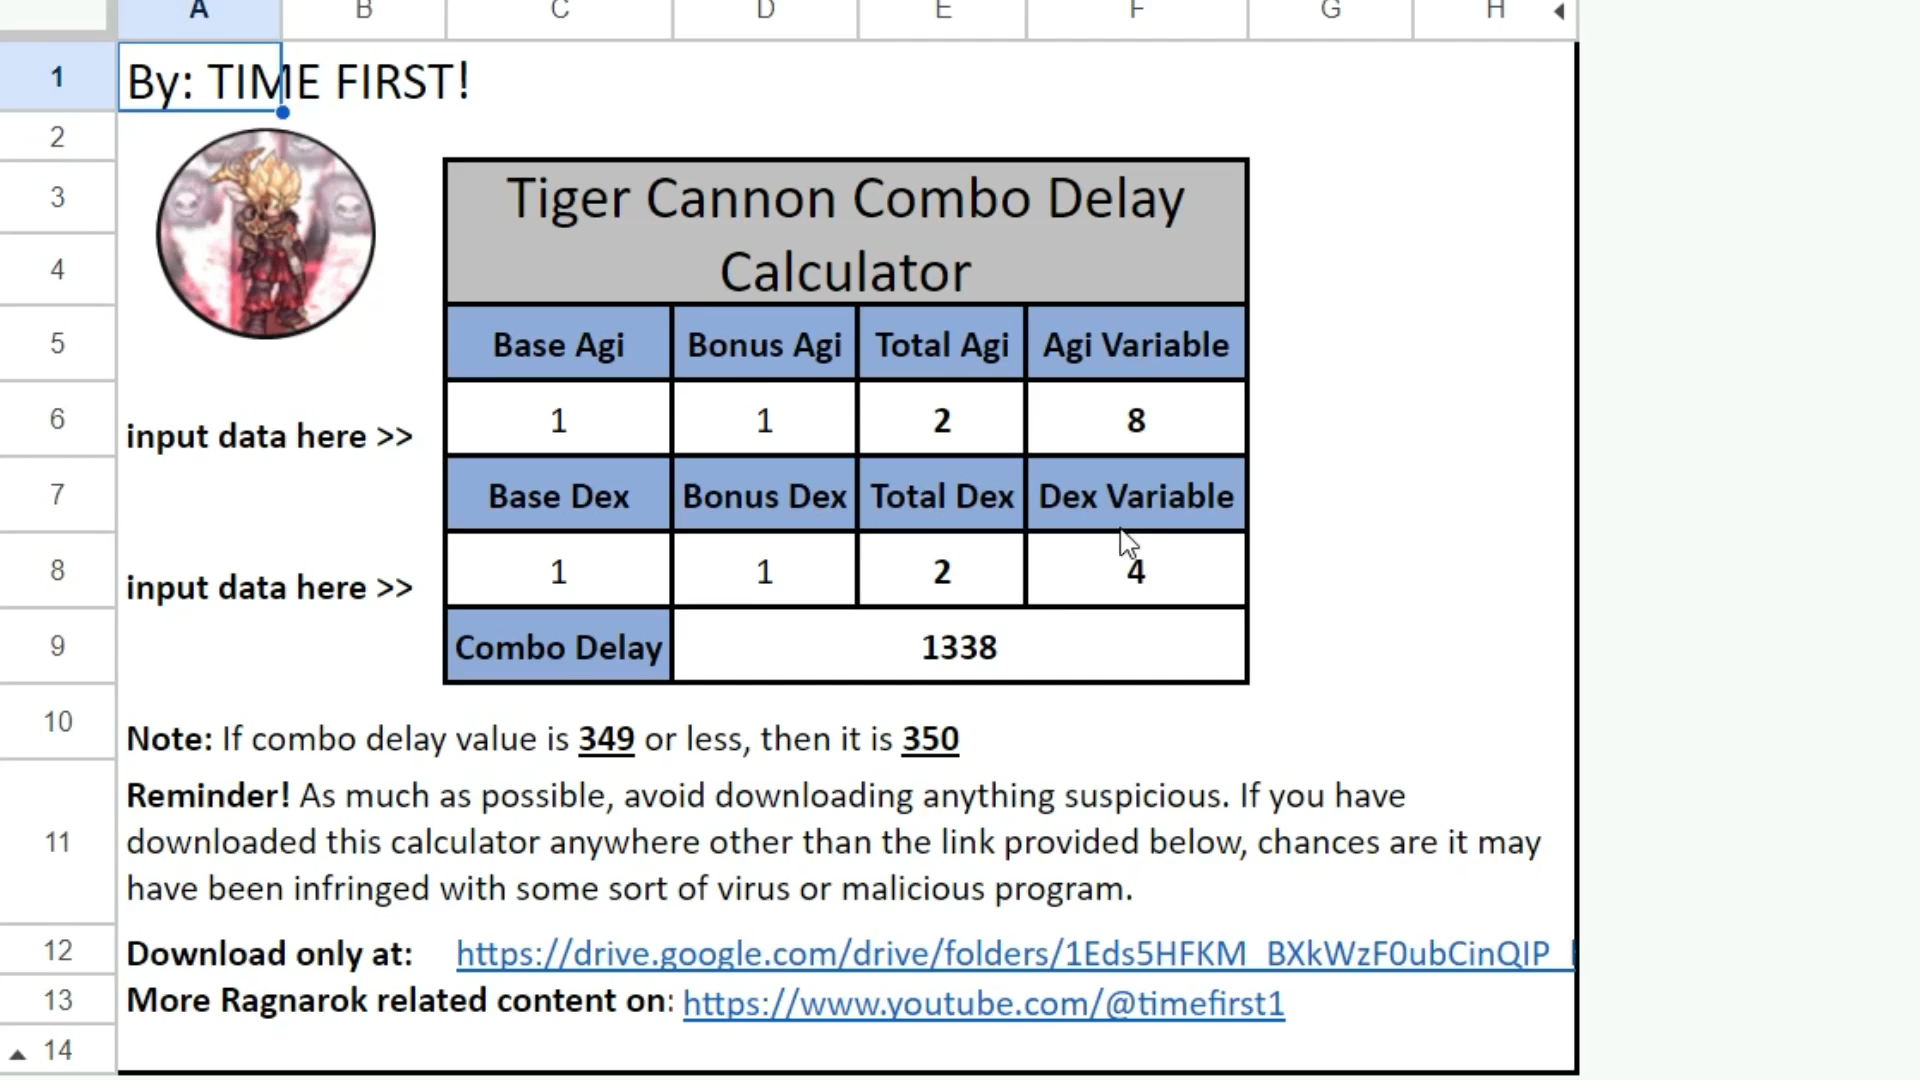 A B C D E F G H
1 By: TIME FIRST!
2
3 Tiger Cannon Combo Delay
4 Calculator
5 Base Agi Bonus Agi Total Agi Agi Variable
6 input data here >> 1 1 2 8
7 Base Dex Bonus Dex Total Dex Dex Variable
8 input data here >> 1 1 2 4
9 Combo Delay 1338
10 Note: If combo delay value is 349 or less, then it is 350
Reminder! As much as possible, avoid downloading anything suspicious. If you have
11 downloaded this calculator anywhere other than the link provided below, chances are it may
have been infringed with some sort of virus or malicious program.
12 Download only at: https://drive.google.com/drive/folders/1Eds5HFKM_BXkWzF0ubCinQIP_
13 More Ragnarok related content on: https://www.youtube.com/@timefirst1
14